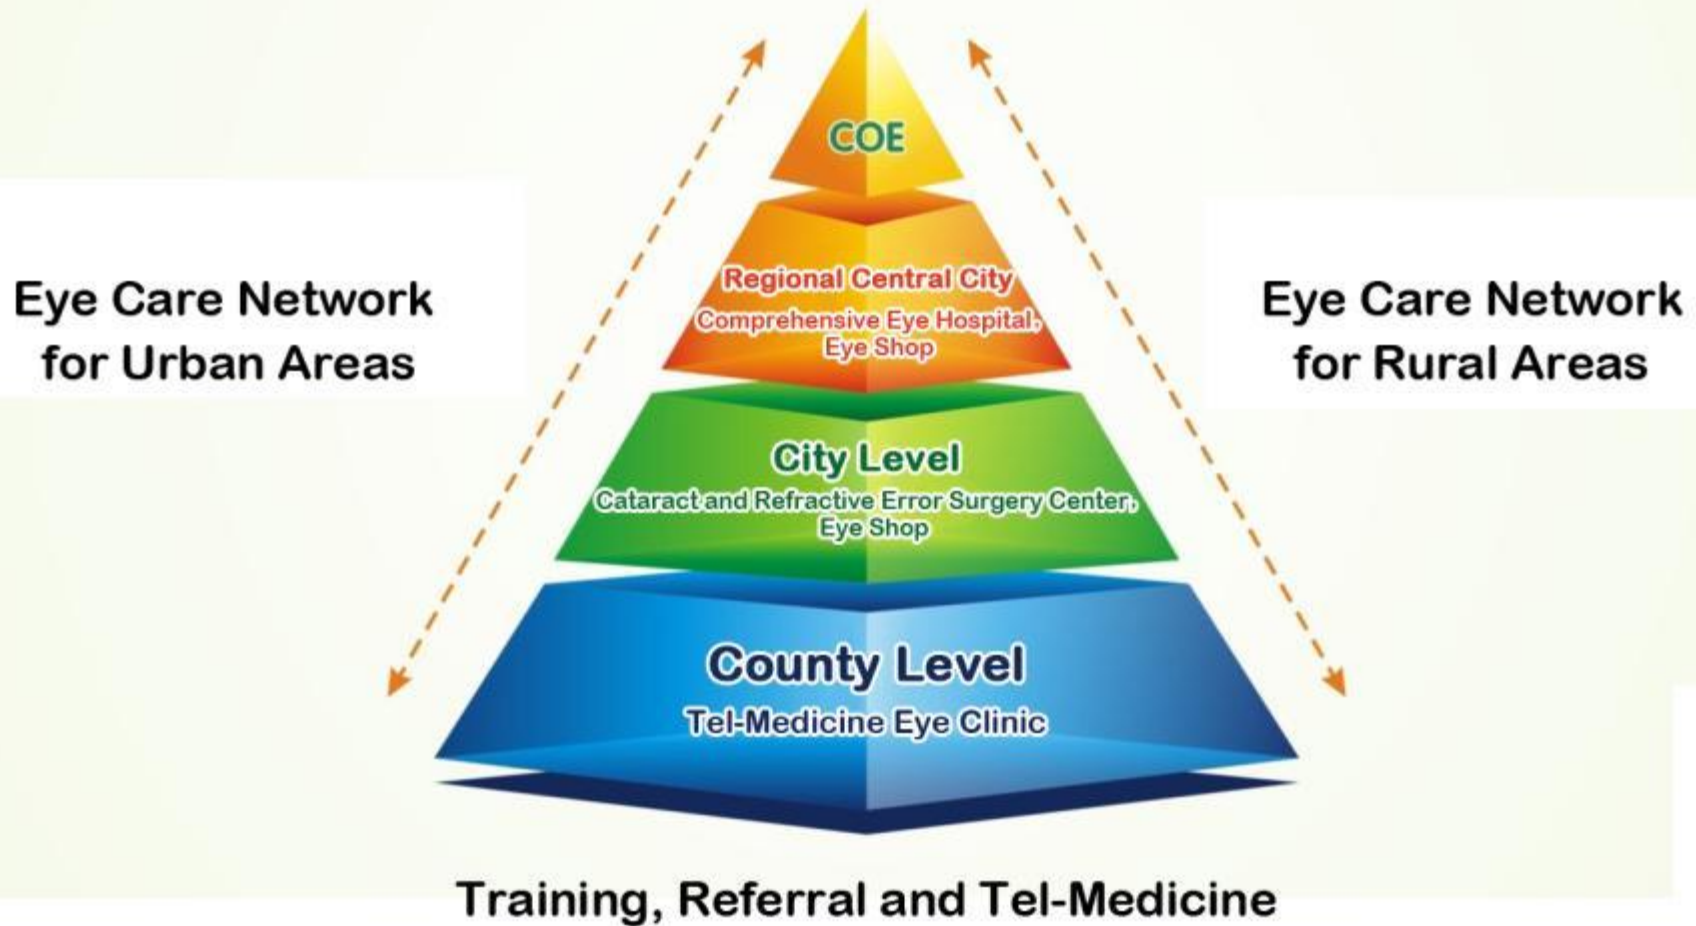 COE
Regional Central City
Comprehensive Eye Hospital,
Eye Shop
Eye Care Network
for Urban Areas
Eye Care Network
for Rural Areas
City Level
Cataract and Refractive Error Surgery Center,
Eye Shop
County Level
Tel-Medicine Eye Clinic
Training, Referral and Tel-Medicine